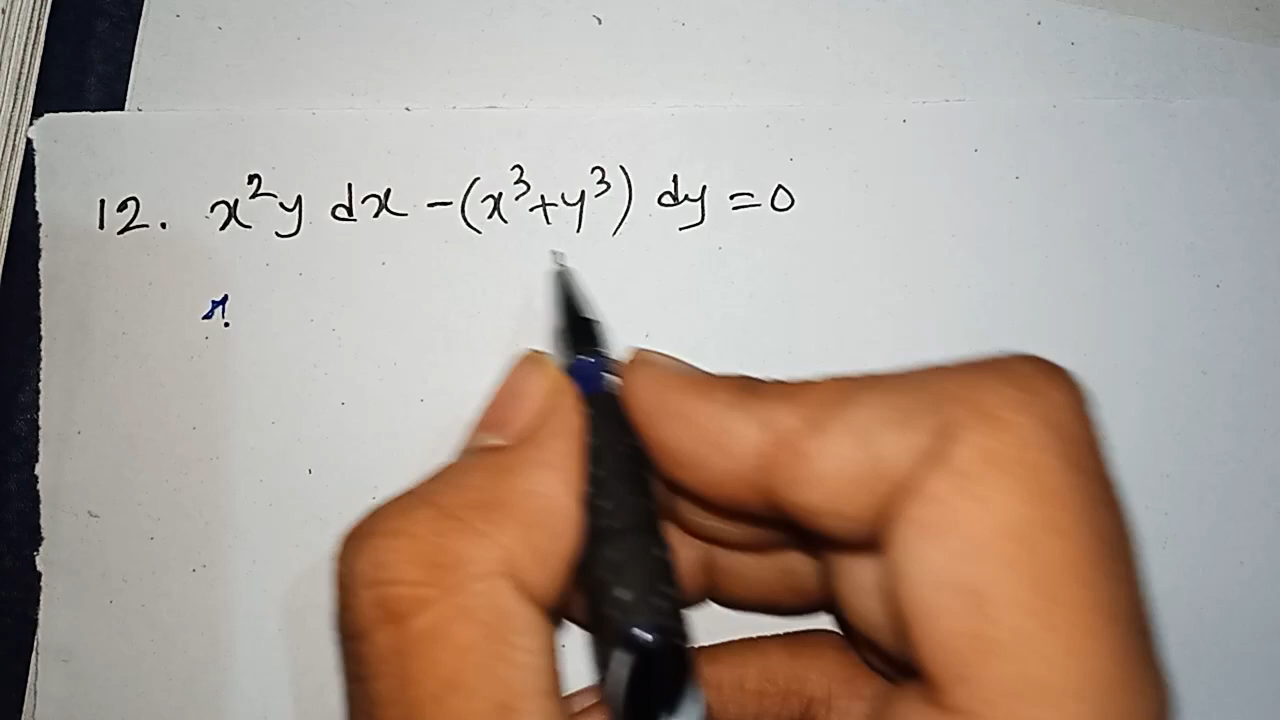 12. x²y dx -(x³+y³) dy = 0